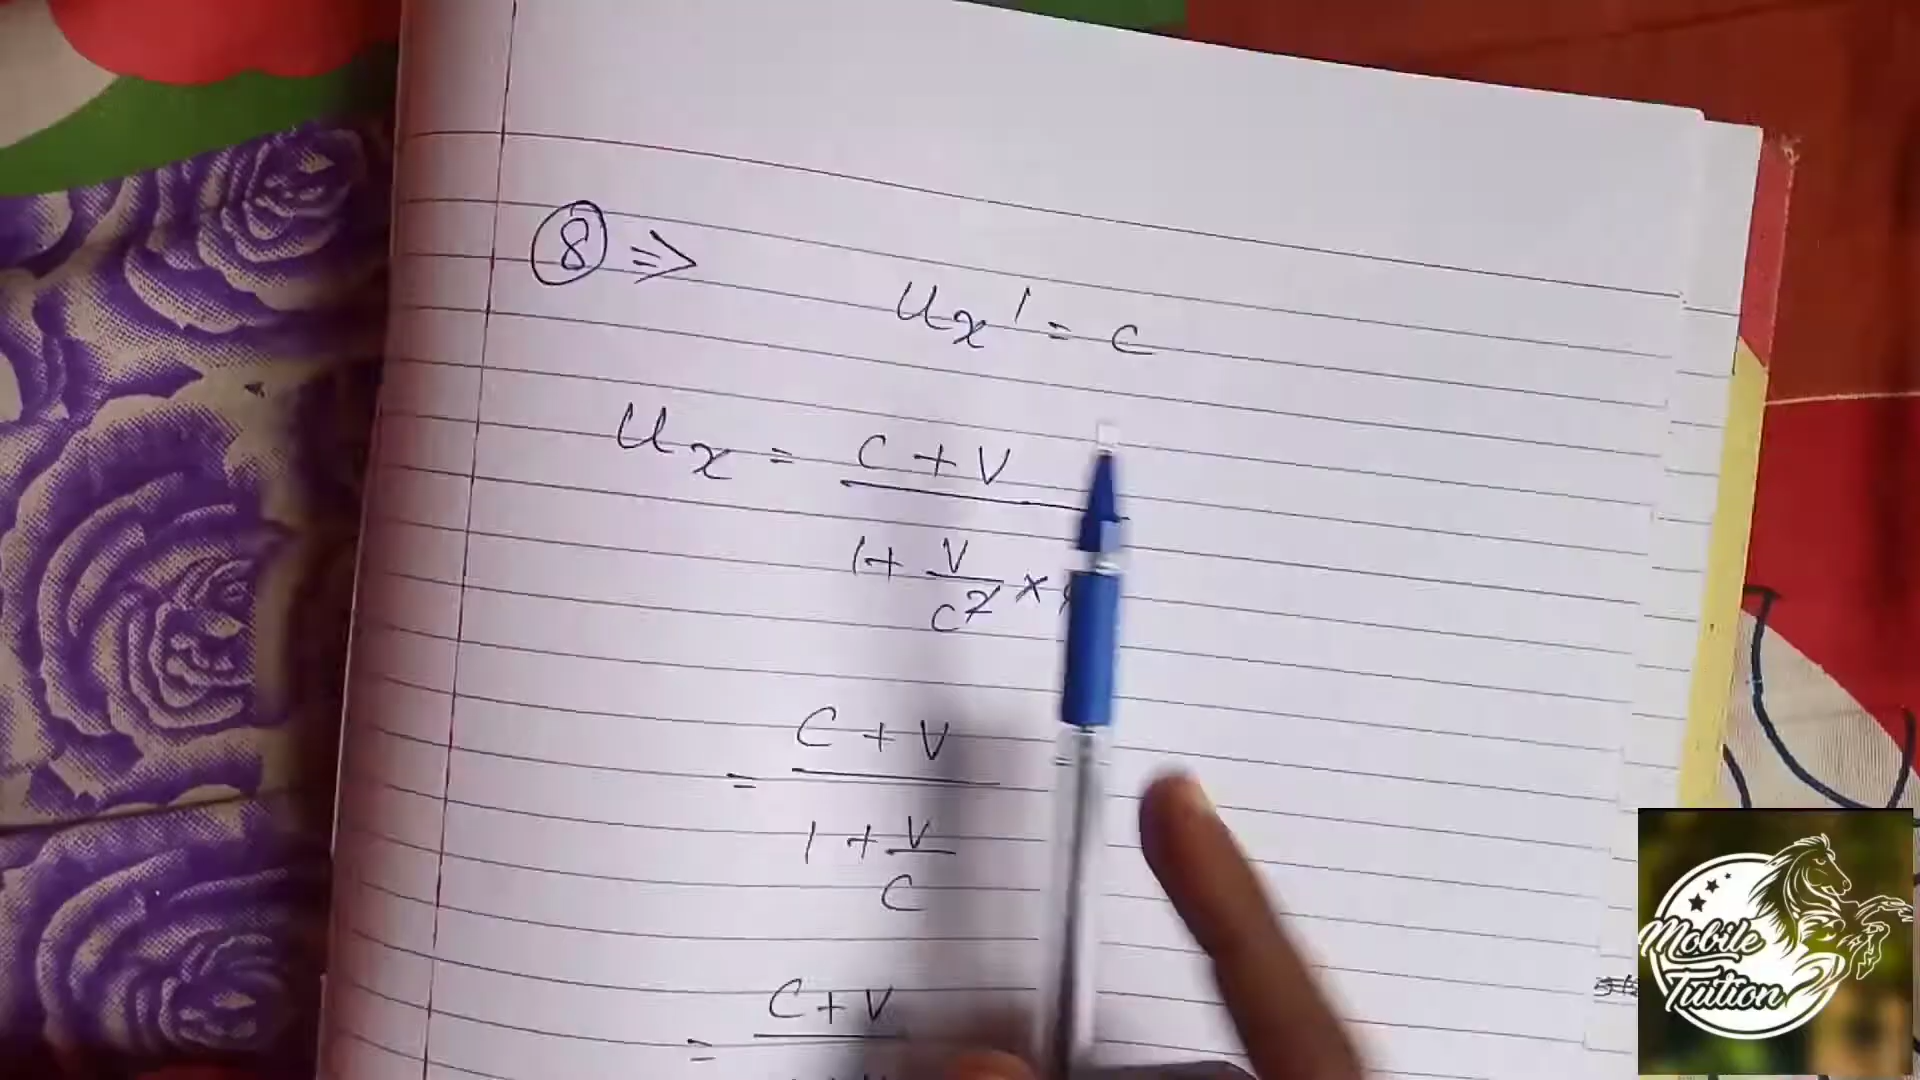 ⑧ ⇒ Ux' = c
Ux = C + V
1 + V/c² ×
= C + V
1 + V/C
= C + V
Mobile
Tuition